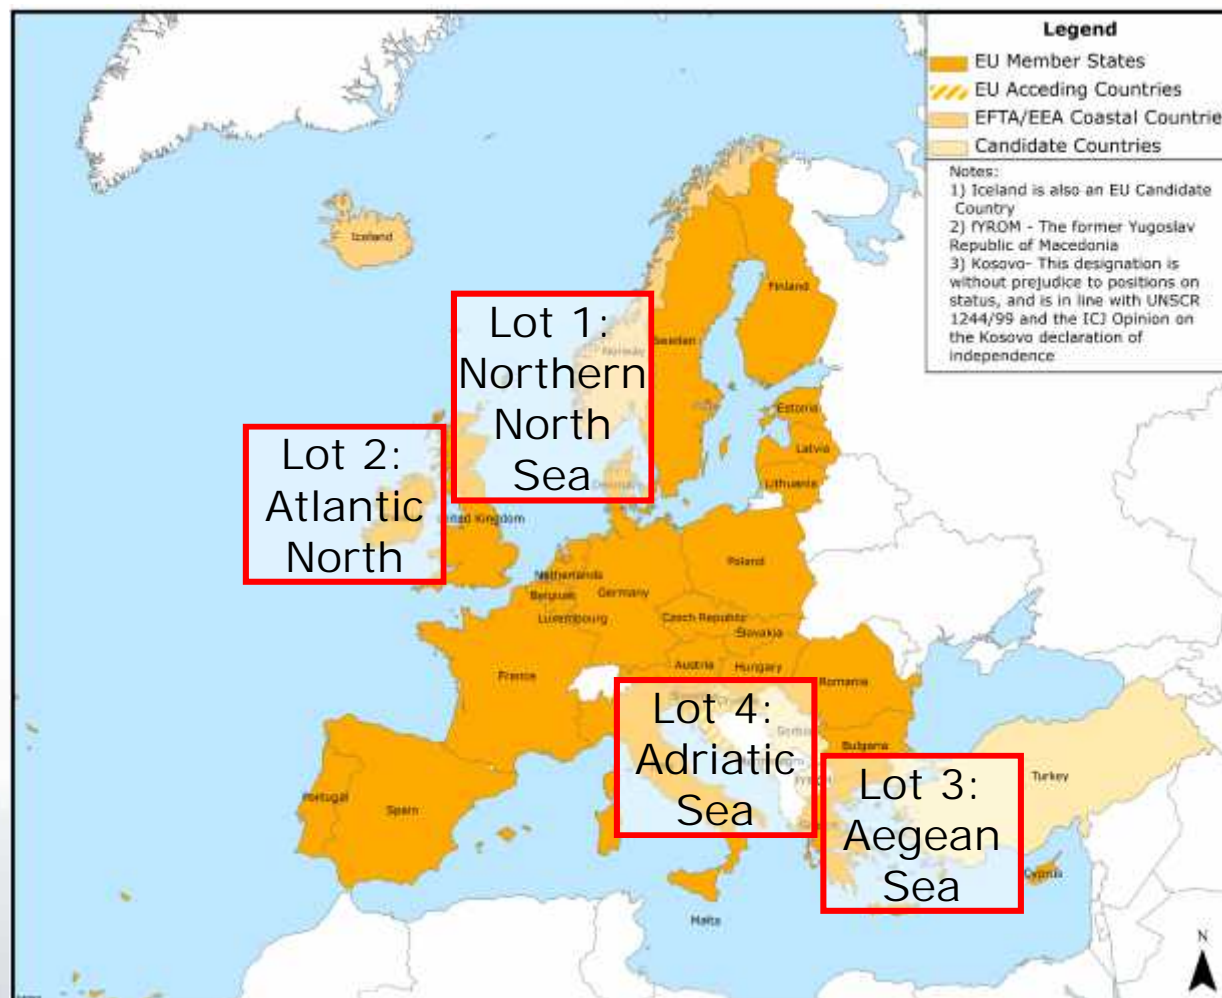 Legend
EU Member States
EU Acceding Countries
EFTA/EEA Coastal Countrie
Candidate Countries
Notes:
1) Iceland is also an EU Candidate
Country
2) fYROM - The former Yugoslav
Republic of Macedonia
3) Kosovo- This designation is
without prejudice to positions on
status, and is in line with UNSCR
1244/99 and the ICJ Opinion on
the Kosovo declaration of
independence
Iceland
Finland
Lot 1:
Northern
North
Sea
Norway
Sweden
Estonia
Latvia
Lithuania
Denmark
Lot 2:
Atlantic
North
United Kingdom
Netherlands
Belgium
Germany
Poland
Luxembourg
Czech Republic
Slovakia
Austria
Hungary
France
Romania
Lot 4:
Adriatic
Sea
Serbia
Bulgaria
Portugal
Spain
Turkey
Lot 3:
Aegean
Sea
Cyprus
Malta
N